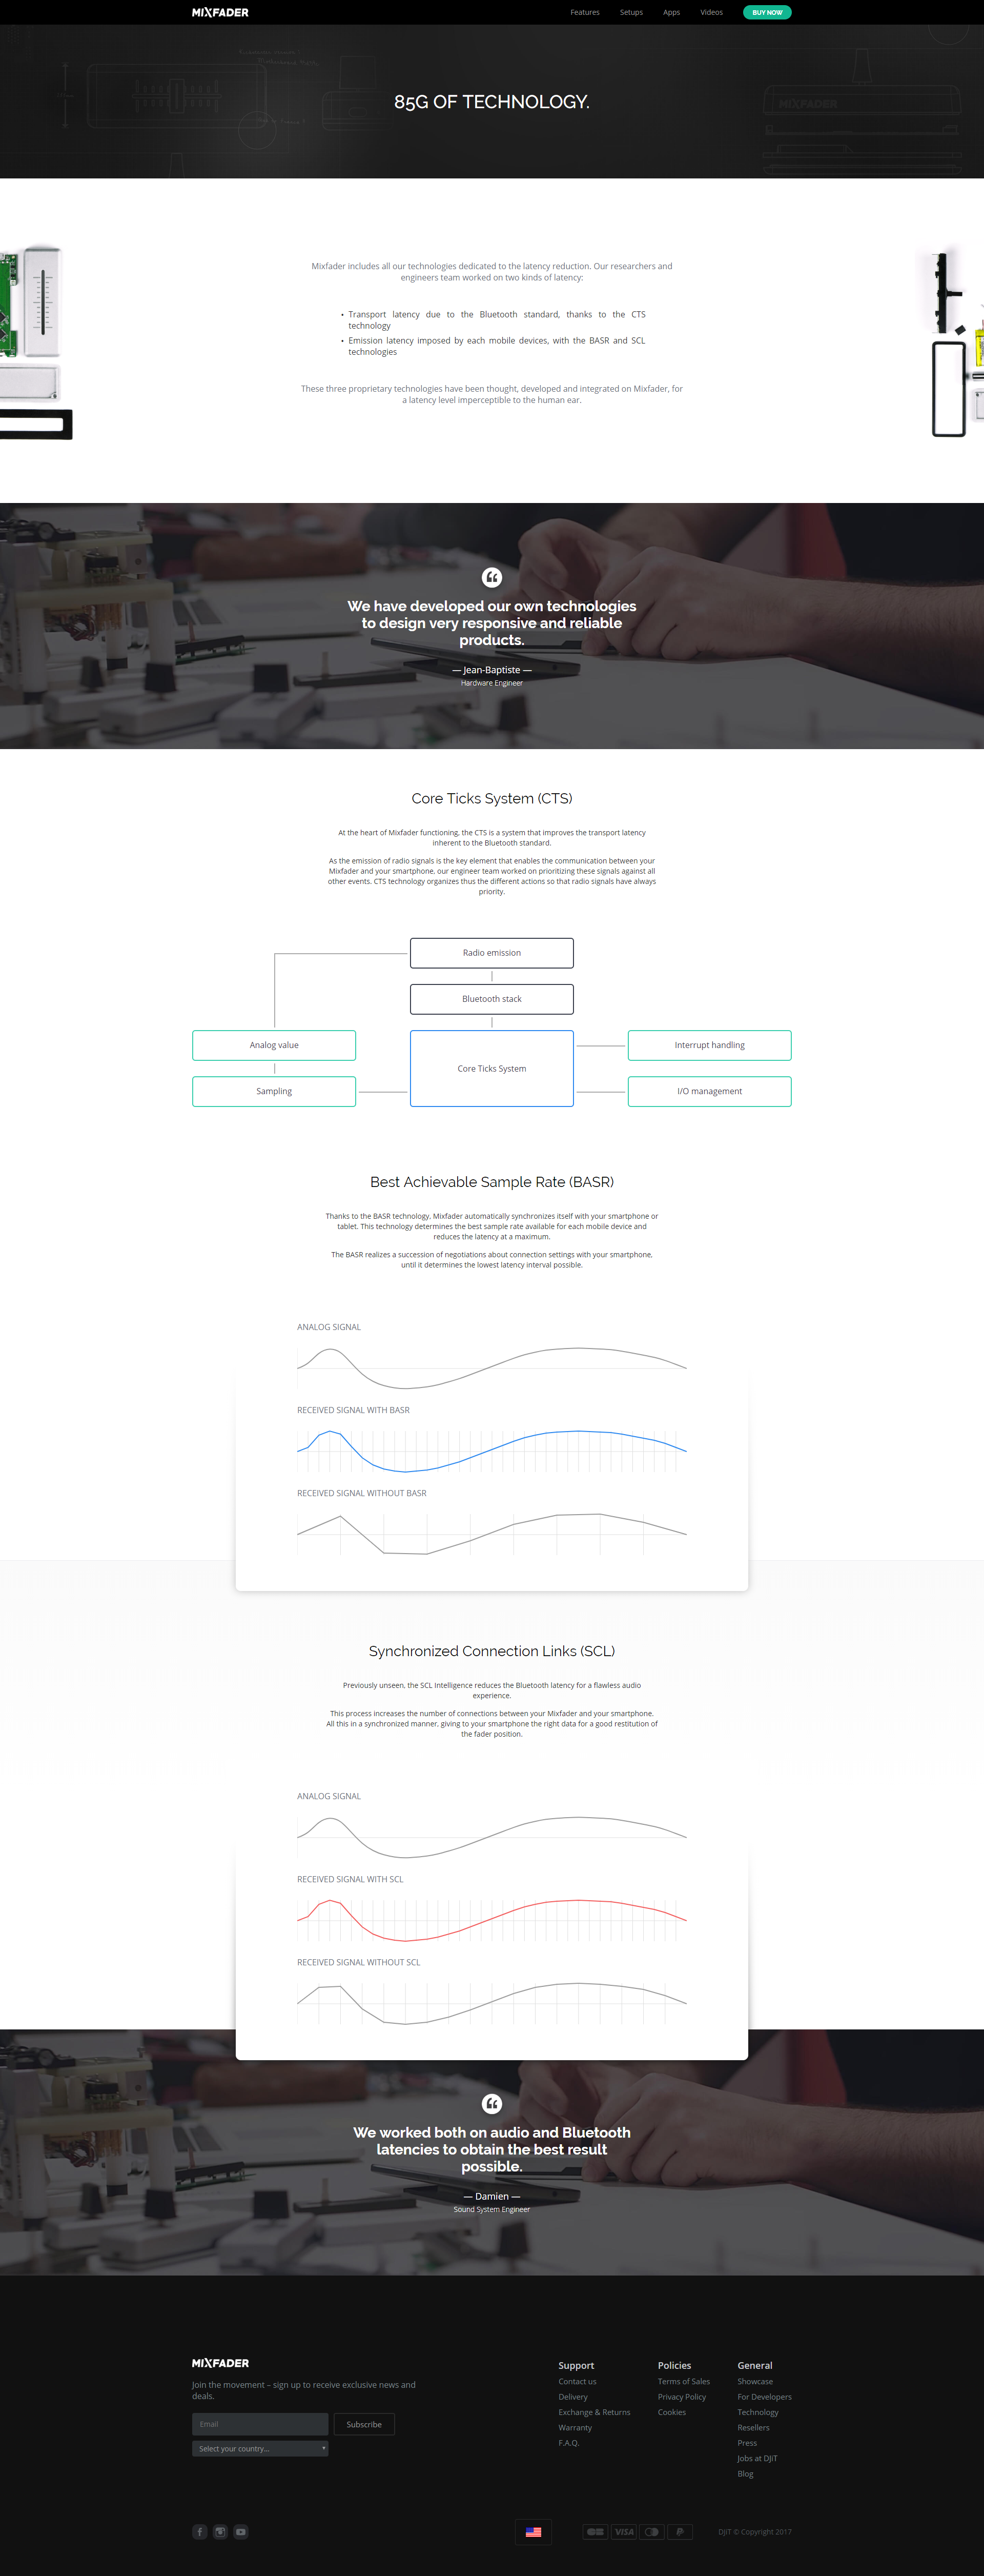 MIXFADER
Features
Setups
Apps
Videos
BUY NOW
MIXFADER
85G OF TECHNOLOGY.
Mixfader includes all our technologies dedicated to the latency reduction. Our researchers and
engineers team worked on two kinds of latency:
• Transport latency due to the Bluetooth standard, thanks to the CTS
technology
• Emission latency imposed by each mobile devices, with the BASR and SCL
technologies
These three proprietary technologies have been thought, developed and integrated on Mixfader, for
a latency level imperceptible to the human ear.
We have developed our own technologies
to design very responsive and reliable
products.
— Jean-Baptiste —
Hardware Engineer
Core Ticks System (CTS)
At the heart of Mixfader functioning, the CTS is a system that improves the transport latency
inherent to the Bluetooth standard.
As the emission of radio signals is the key element that enables the communication between your
Mixfader and your smartphone, our engineer team worked on prioritizing these signals against all
other events. CTS technology organizes thus the different actions so that radio signals have always
priority.
Radio emission
Bluetooth stack
Analog value
Core Ticks System
Interrupt handling
Sampling
I/O management
Best Achievable Sample Rate (BASR)
Thanks to the BASR technology, Mixfader automatically synchronizes itself with your smartphone or
tablet. This technology determines the best sample rate available for each mobile device and
reduces the latency at a maximum.
The BASR realizes a succession of negotiations about connection settings with your smartphone,
until it determines the lowest latency interval possible.
ANALOG SIGNAL
RECEIVED SIGNAL WITH BASR
RECEIVED SIGNAL WITHOUT BASR
Synchronized Connection Links (SCL)
Previously unseen, the SCL Intelligence reduces the Bluetooth latency for a flawless audio
experience.
This process increases the number of connections between your Mixfader and your smartphone.
All this in a synchronized manner, giving to your smartphone the right data for a good restitution of
the fader position.
ANALOG SIGNAL
RECEIVED SIGNAL WITH SCL
RECEIVED SIGNAL WITHOUT SCL
We worked both on audio and Bluetooth
latencies to obtain the best result
possible.
— Damien —
Sound System Engineer
MIXFADER
Join the movement – sign up to receive exclusive news and
deals.
Email
Subscribe
Select your country...
Support
Contact us
Delivery
Exchange & Returns
Warranty
F.A.Q.
Policies
Terms of Sales
Privacy Policy
Cookies
General
Showcase
For Developers
Technology
Resellers
Press
Jobs at DJiT
Blog
VISA
DJiT © Copyright 2017